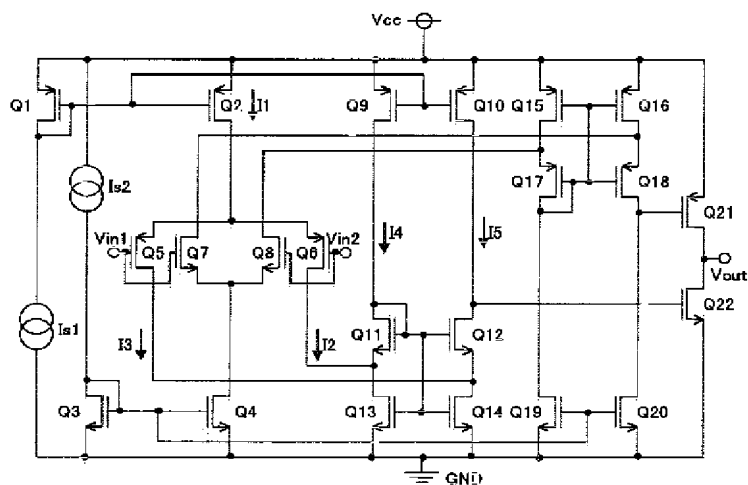 Vcc
Q1
Q2
I1
Q9
Q10
Q15
Q16
Is2
Q17
Q18
Q21
Vin1
Q5
Q7
Q8
Q6
Vin2
I4
I5
Vout
Q22
Is1
I3
I2
Q11
Q12
Q3
Q4
Q13
Q14
Q19
Q20
GND